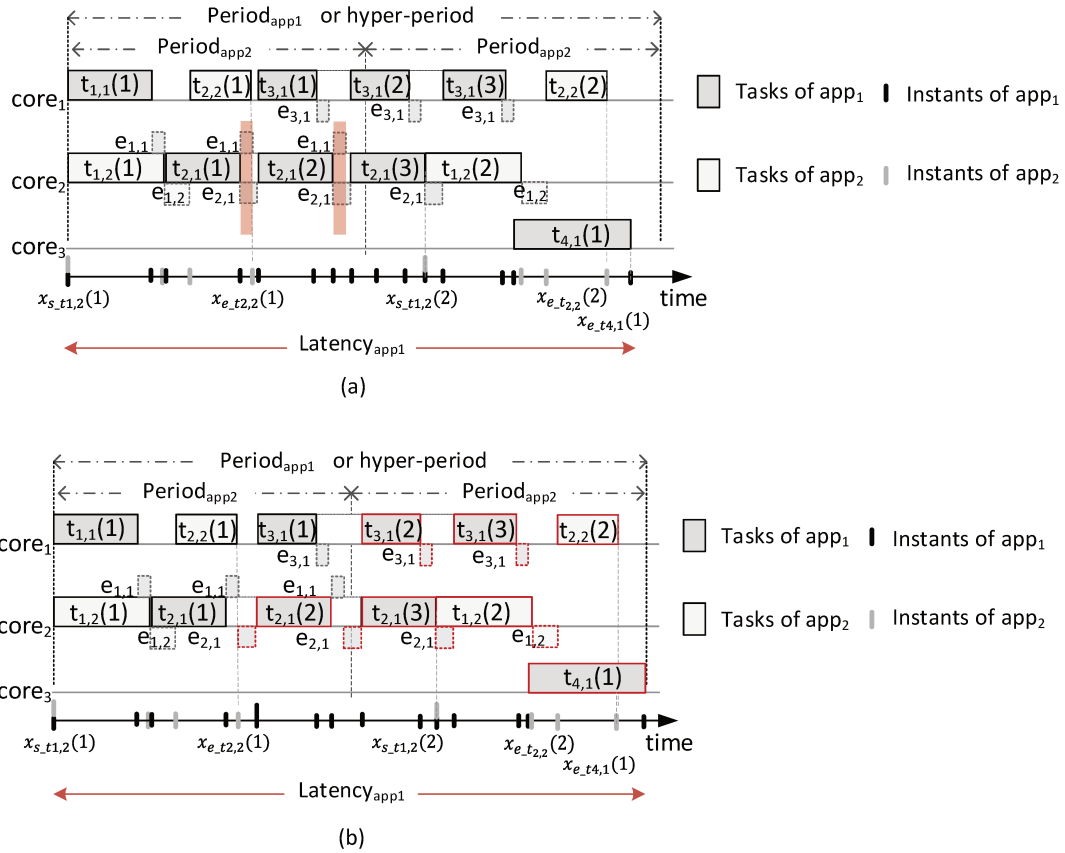 Period_app1 or hyper-period
Period_app2 Period_app2
t1,1(1) t2,2(1) t3,1(1) t3,1(2) t3,1(3) t2,2(2)
core1
e3,1 e3,1 e3,1
e1,1 e1,1 e1,1
t1,2(1) t2,1(1) t2,1(2) t2,1(3) t1,2(2)
core2
e1,2 e2,1 e2,1 e2,1 e1,2
t4,1(1)
core3
time
x_s_t1,2(1) x_e_t2,2(1) x_s_t1,2(2) x_e_t2,2(2)
x_e_t4,1(1)
Latency_app1
(a)
Tasks of app1 Instants of app1
Tasks of app2 Instants of app2
Period_app1 or hyper-period
Period_app2 Period_app2
t1,1(1) t2,2(1) t3,1(1) t3,1(2) t3,1(3) t2,2(2)
core1
e3,1 e3,1 e3,1
e1,1 e1,1 e1,1
t1,2(1) t2,1(1) t2,1(2) t2,1(3) t1,2(2)
core2
e1,2 e2,1 e2,1 e2,1 e1,2
t4,1(1)
core3
time
x_s_t1,2(1) x_e_t2,2(1) x_s_t1,2(2) x_e_t2,2(2)
x_e_t4,1(1)
Latency_app1
(b)
Tasks of app1 Instants of app1
Tasks of app2 Instants of app2